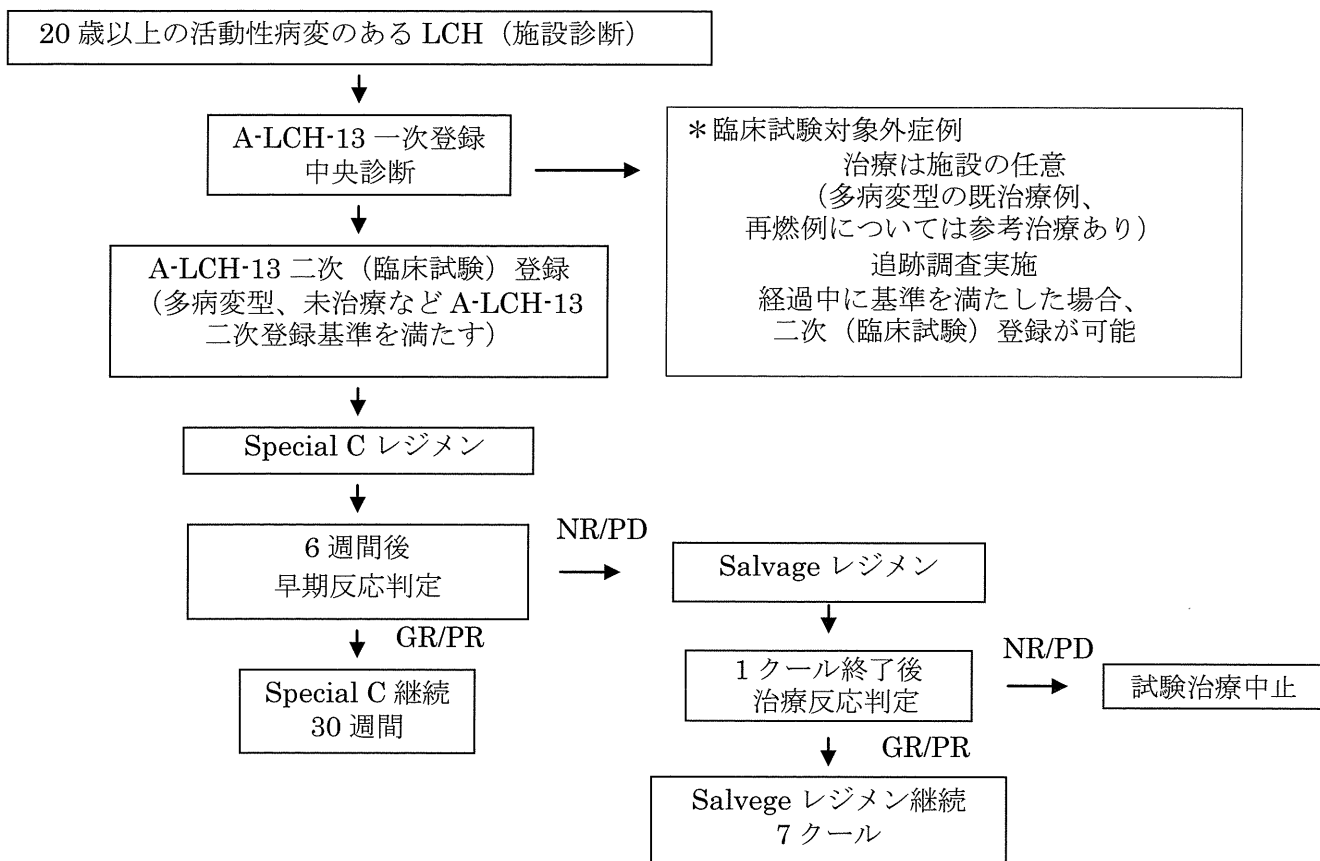 20 歳以上の活動性病変のある LCH（施設診断）
A-LCH-13 一次登録
中央診断
＊臨床試験対象外症例
治療は施設の任意
（多病変型の既治療例、
再燃例については参考治療あり）
追跡調査実施
経過中に基準を満たした場合、
二次（臨床試験）登録が可能
A-LCH-13 二次（臨床試験）登録
（多病変型、未治療など A-LCH-13
二次登録基準を満たす）
Special C レジメン
6 週間後
早期反応判定
NR/PD
Salvage レジメン
GR/PR
Special C 継続
30 週間
1 クール終了後
治療反応判定
NR/PD
試験治療中止
GR/PR
Salvege レジメン継続
7 クール